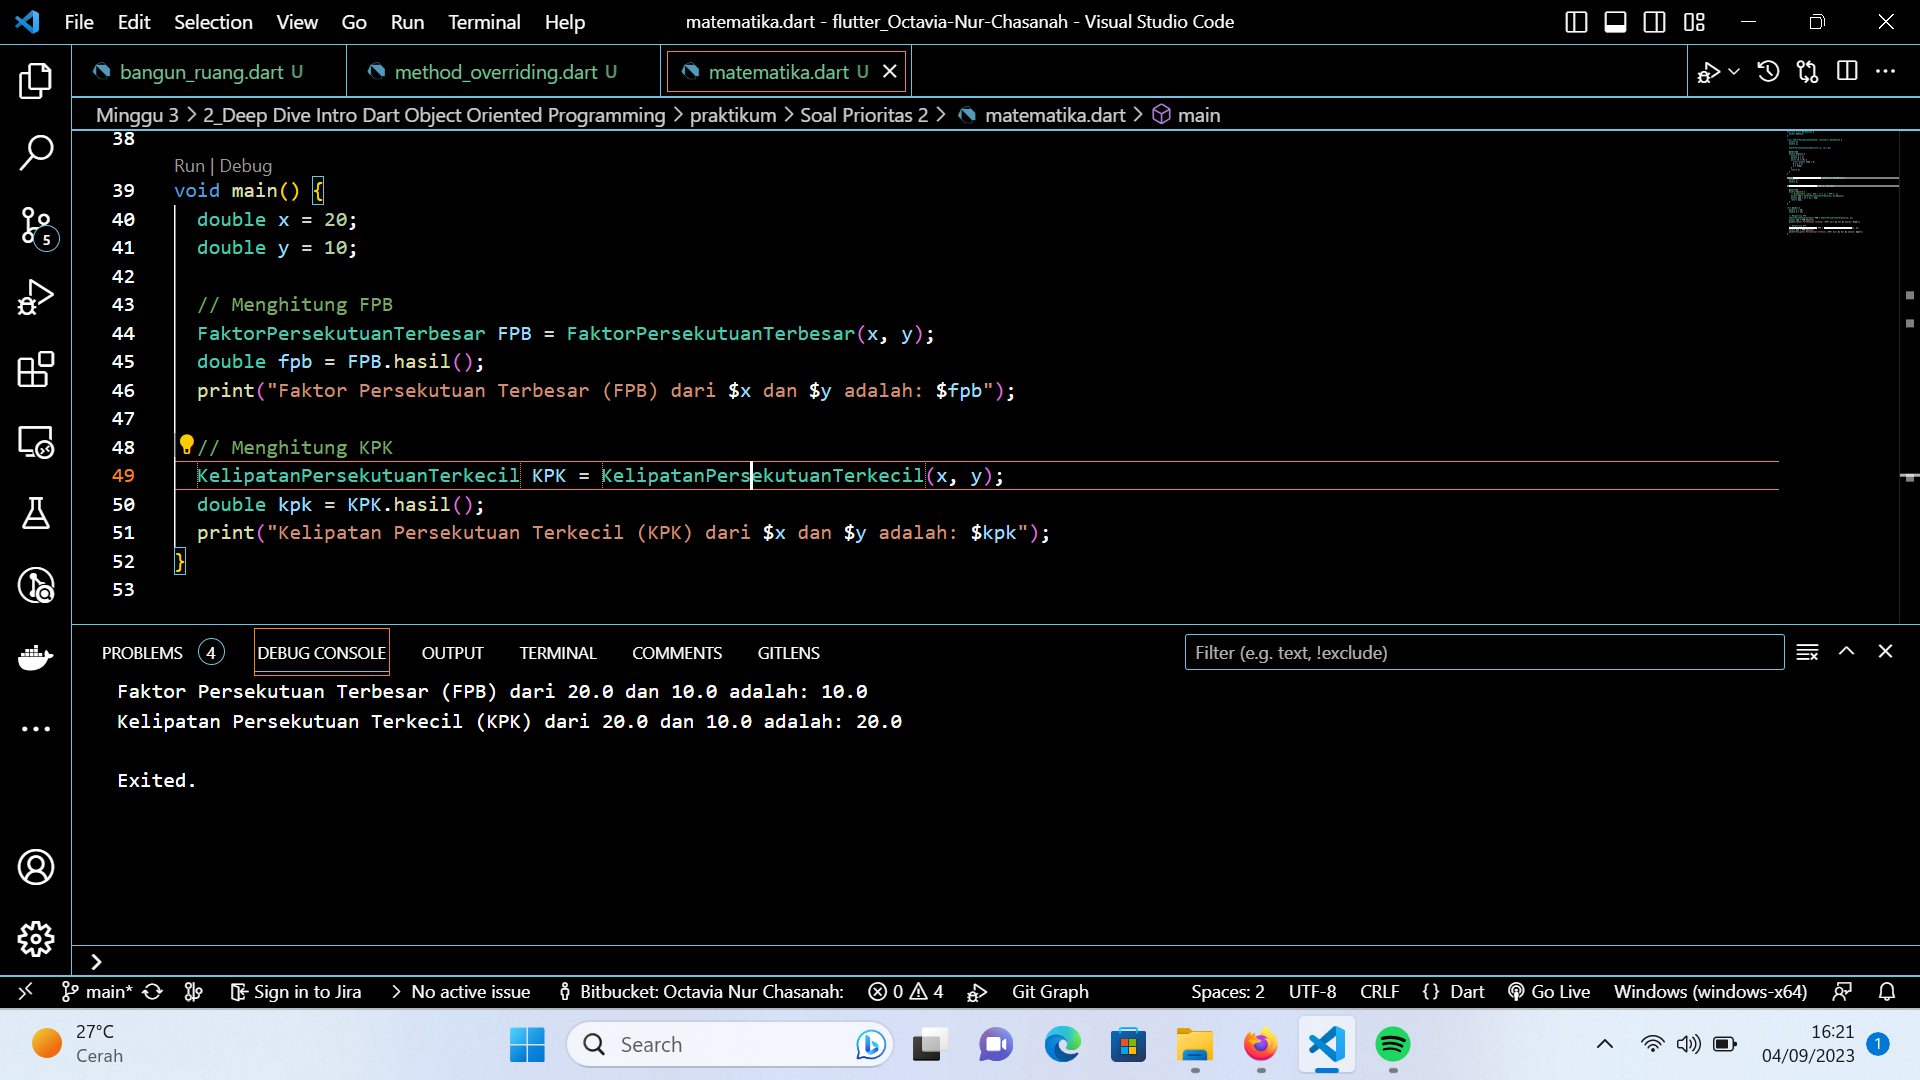 File Edit Selection View Go Run Terminal Help
matematika.dart - flutter_Octavia-Nur-Chasanah - Visual Studio Code
bangun_ruang.dart U
method_overriding.dart U
matematika.dart U
Minggu 3 > 2_Deep Dive Intro Dart Object Oriented Programming > praktikum > Soal Prioritas 2 > matematika.dart > main
38
Run | Debug
39 void main() {
40 double x = 20;
41 double y = 10;
42
43 // Menghitung FPB
44 FaktorPersekutuanTerbesar FPB = FaktorPersekutuanTerbesar(x, y);
45 double fpb = FPB.hasil();
46 print("Faktor Persekutuan Terbesar (FPB) dari $x dan $y adalah: $fpb");
47
48 // Menghitung KPK
49 KelipatanPersekutuanTerkecil KPK = KelipatanPersekutuanTerkecil(x, y);
50 double kpk = KPK.hasil();
51 print("Kelipatan Persekutuan Terkecil (KPK) dari $x dan $y adalah: $kpk");
52 }
53
5
PROBLEMS 4 DEBUG CONSOLE OUTPUT TERMINAL COMMENTS GITLENS
Filter (e.g. text, !exclude)
Faktor Persekutuan Terbesar (FPB) dari 20.0 dan 10.0 adalah: 10.0
Kelipatan Persekutuan Terkecil (KPK) dari 20.0 dan 10.0 adalah: 20.0
Exited.
main* Sign in to Jira > No active issue Bitbucket: Octavia Nur Chasanah: 0 4 Git Graph Spaces: 2 UTF-8 CRLF {} Dart Go Live Windows (windows-x64)
27°C
Cerah
Search
16:21
04/09/2023
1